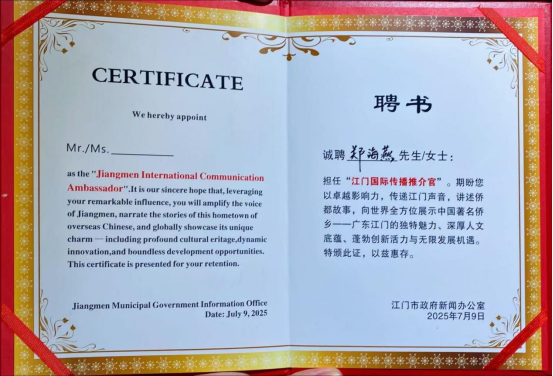 CERTIFICATE
We hereby appoint
Mr./Ms.
as the "Jiangmen International Communication
Ambassador".It is our sincere hope that, leveraging
your remarkable influence, you will amplify the voice
of Jiangmen, narrate the stories of this hometown of
overseas Chinese, and globally showcase its unique
charm — including profound cultural eritage,dynamic
innovation,and boundless development opportunities.
This certificate is presented for your retention.
Jiangmen Municipal Government Information Office
Date: July 9, 2025
聘书
诚聘 郑海燕 先生/女士：
担任“江门国际传播推介官”。期盼您
以卓越影响力，传递江门声音，讲述侨
都故事，向世界全方位展示中国著名侨
乡——广东江门的独特魅力、深厚人文
底蕴、蓬勃创新活力与无限发展机遇。
特颁此证，以兹惠存。
江门市政府新闻办公室
2025年7月9日